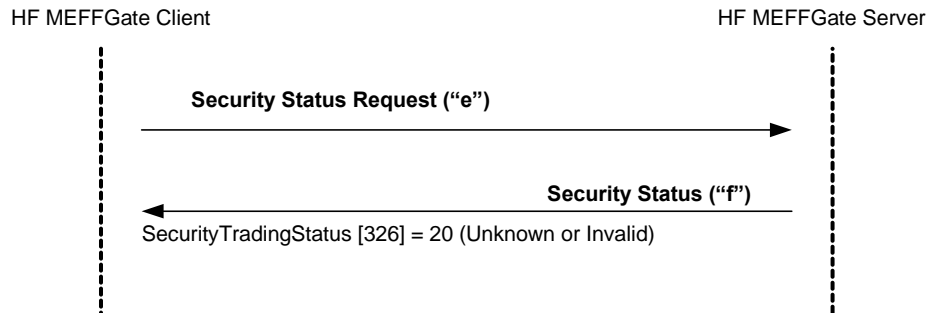 HF MEFFGate Client
HF MEFFGate Server
Security Status Request (“e”)
Security Status (“f”)
SecurityTradingStatus [326] = 20 (Unknown or Invalid)